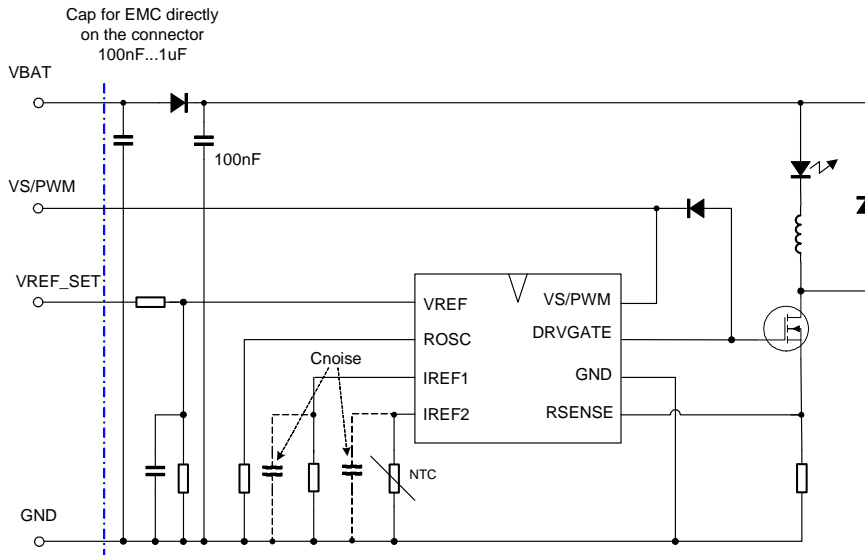 Cap for EMC directly
on the connector
100nF...1uF
VBAT
100nF
VS/PWM
VREF_SET
VREF
VS/PWM
ROSC
DRVGATE
Cnoise
IREF1
GND
IREF2
RSENSE
NTC
GND